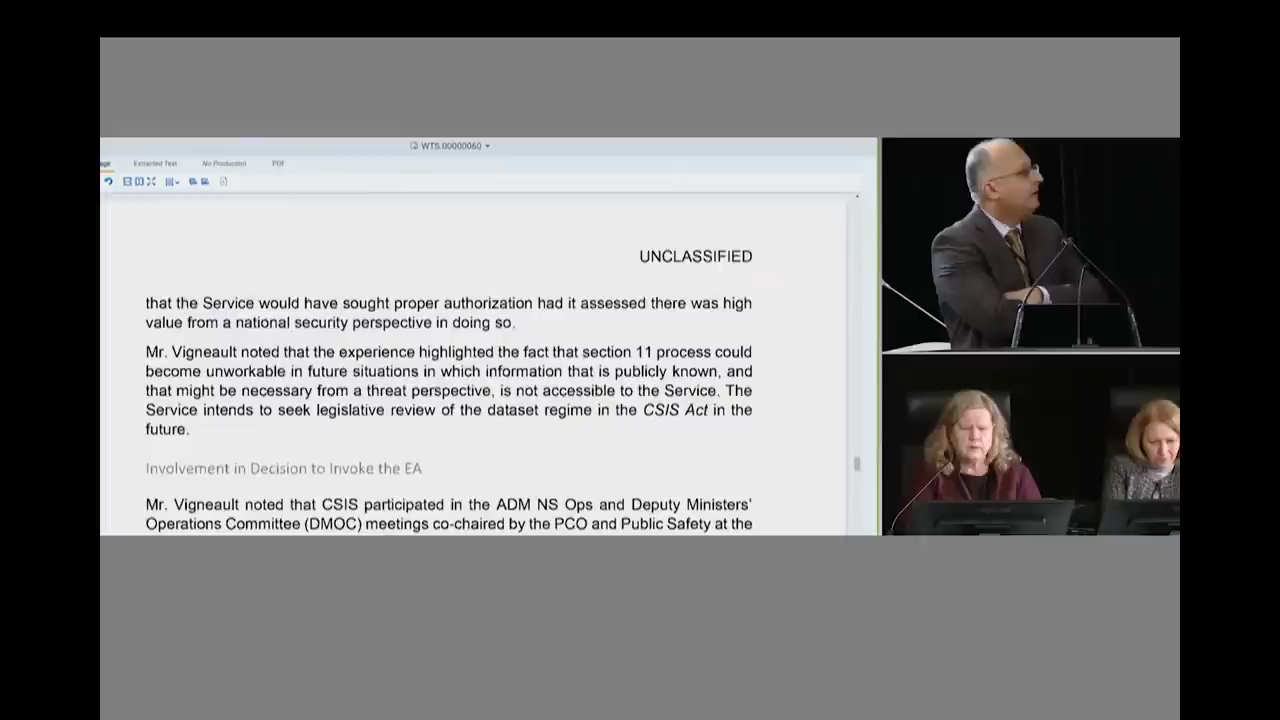 WTS.00000060
Extracted Text No Production PDF
UNCLASSIFIED
that the Service would have sought proper authorization had it assessed there was high
value from a national security perspective in doing so.
Mr. Vigneault noted that the experience highlighted the fact that section 11 process could
become unworkable in future situations in which information that is publicly known, and
that might be necessary from a threat perspective, is not accessible to the Service. The
Service intends to seek legislative review of the dataset regime in the CSIS Act in the
future.
Involvement in Decision to Invoke the EA
Mr. Vigneault noted that CSIS participated in the ADM NS Ops and Deputy Ministers'
Operations Committee (DMOC) meetings co-chaired by the PCO and Public Safety at the